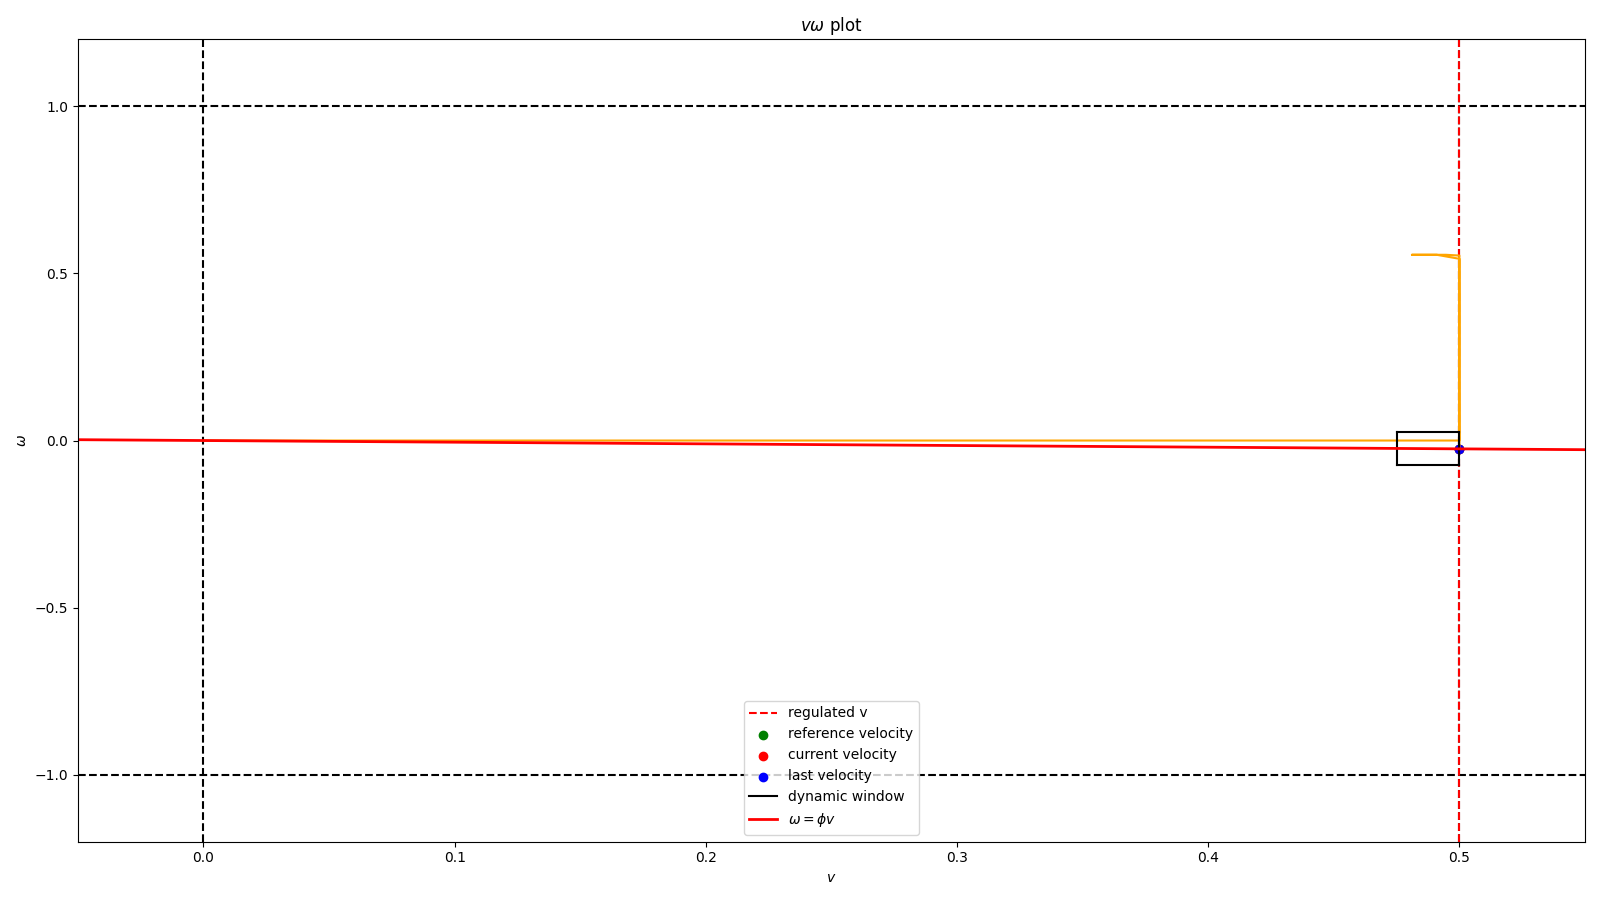 vω plot
1.0
0.5
0.0
−0.5
−1.0
ω
0.0
0.1
0.2
0.3
0.4
0.5
v
regulated v
reference velocity
current velocity
last velocity
dynamic window
ω = ϕv